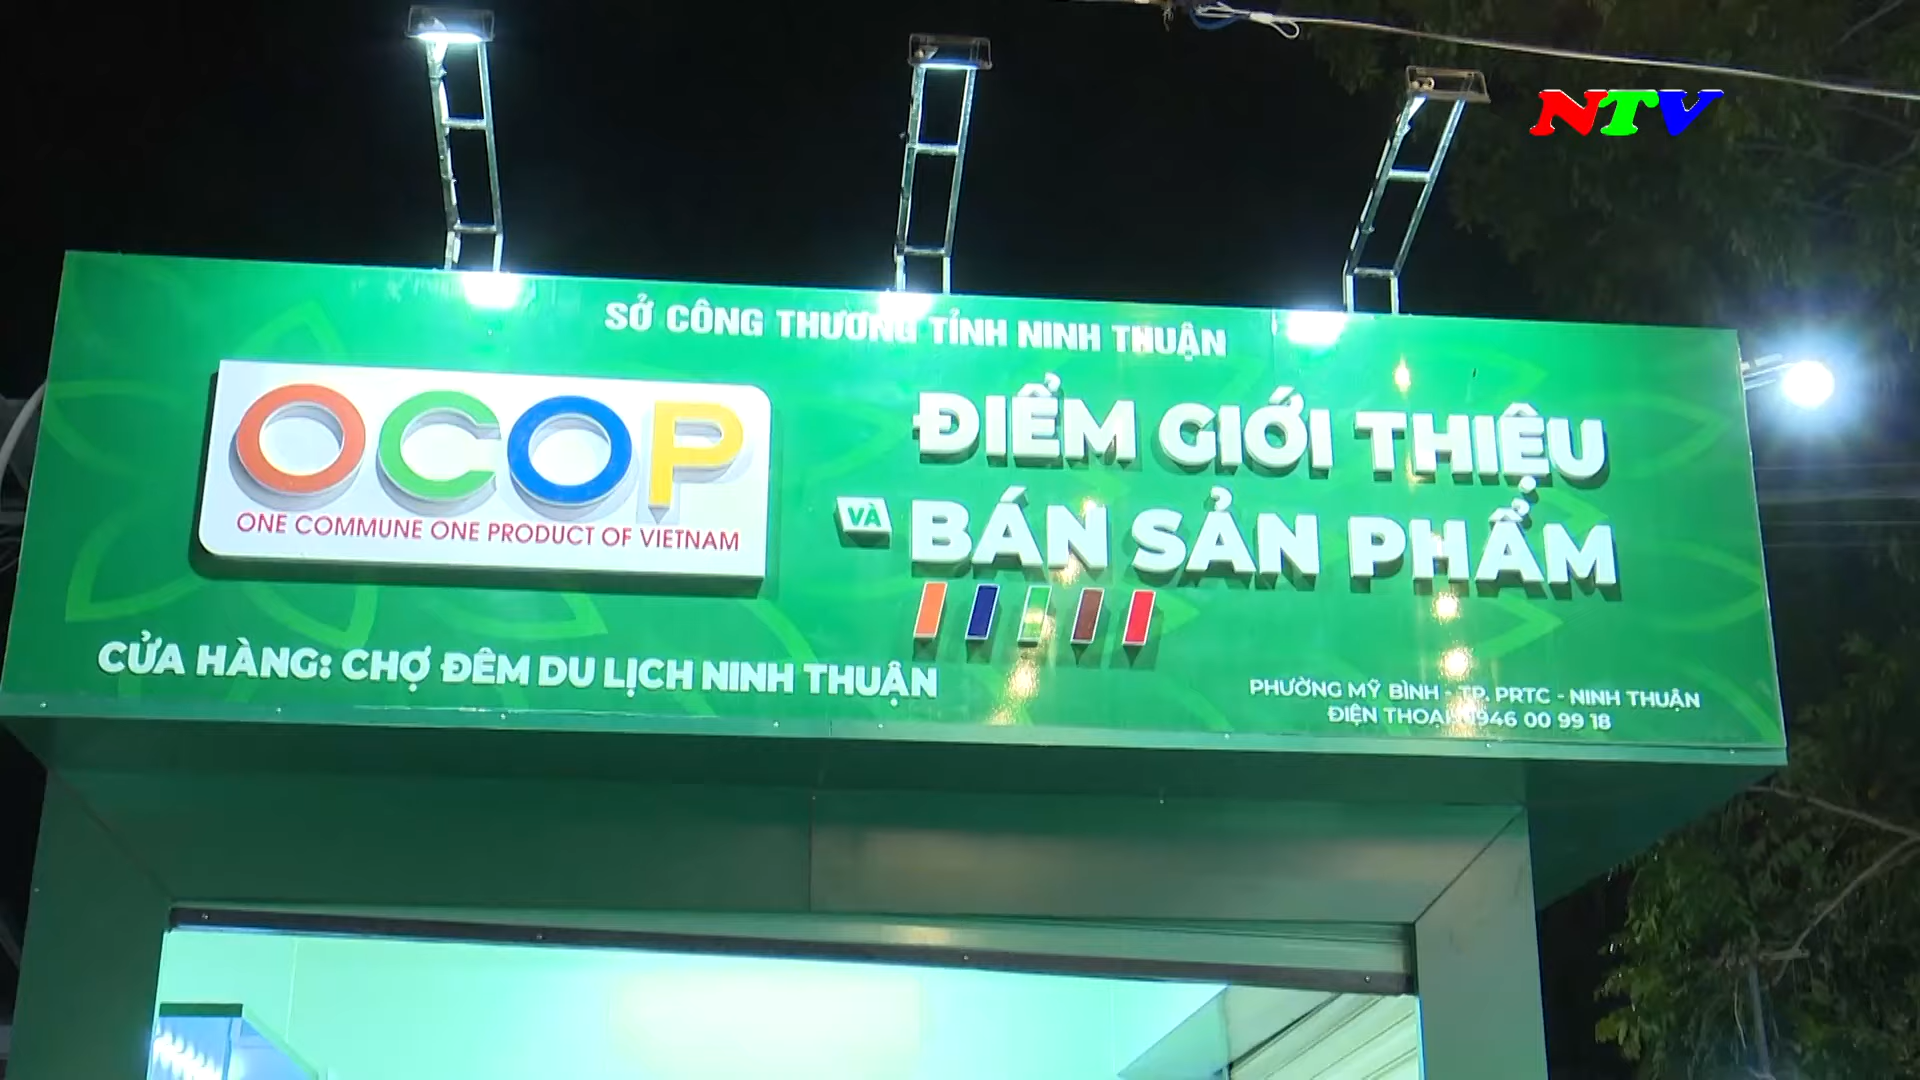 NTV
SỞ CÔNG THƯƠNG TỈNH NINH THUẬN
OCOP
ONE COMMUNE ONE PRODUCT OF VIETNAM
ĐIỂM GIỚI THIỆU
VÀ BÁN SẢN PHẨM
CỬA HÀNG: CHỢ ĐÊM DU LỊCH NINH THUẬN
PHƯỜNG MỸ BÌNH - TP. PRTC - NINH THUẬN
ĐIỆN THOẠI: 0946 00 99 18